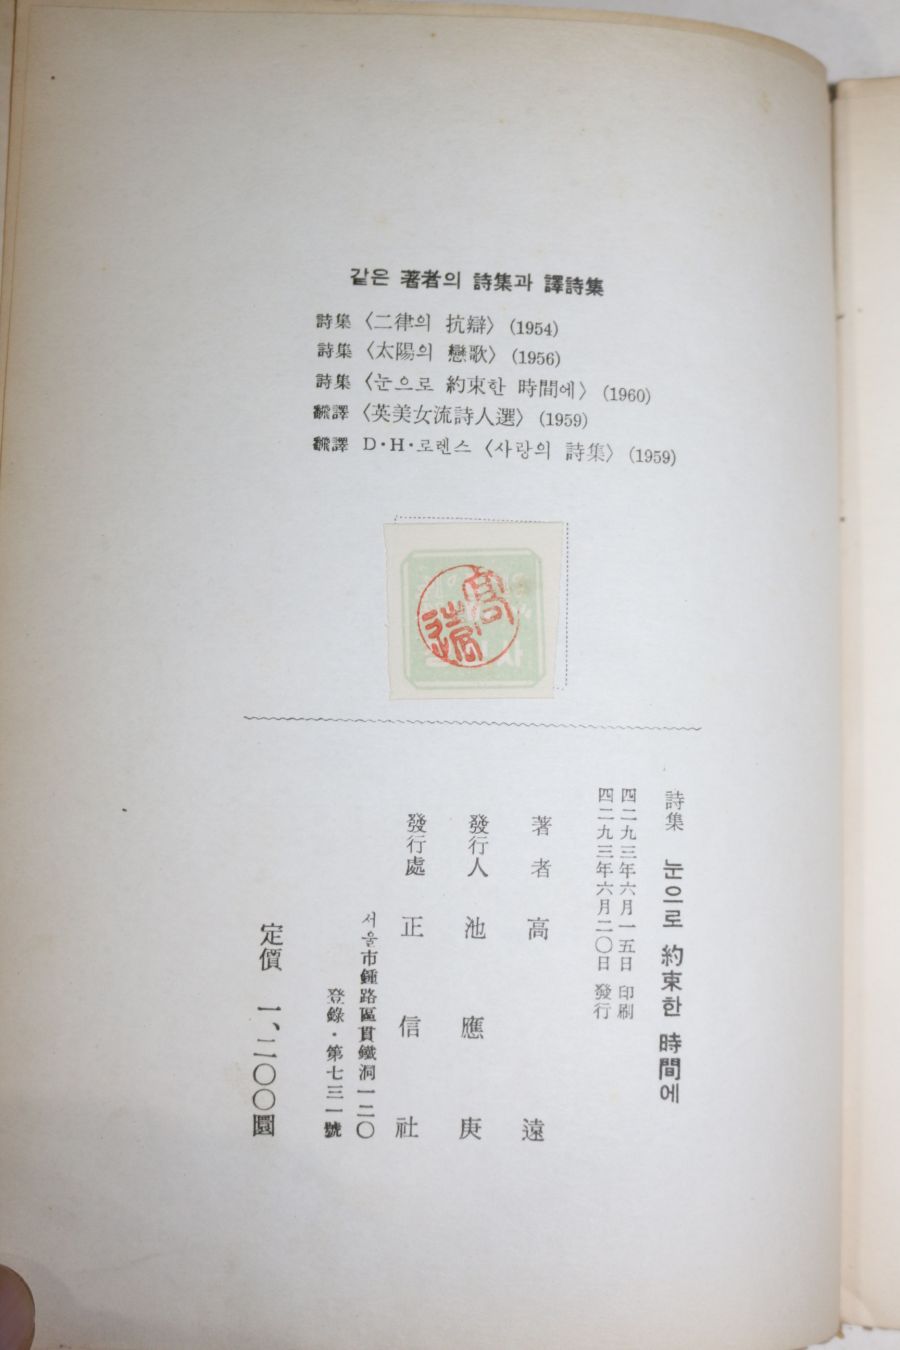 같은 著者의 詩集과 譯詩集
詩集 〈二律의 抗辯〉 (1954)
詩集 〈太陽의 戀歌〉 (1956)
詩集 〈눈으로 約束한 時間에〉 (1960)
飜譯 〈英美女流詩人選〉 (1959)
飜譯 D·H·로렌스 〈사랑의 詩集〉 (1959)
高遠
詩集 눈으로 約束한 時間에
四二九三年六月一五日 印刷
四二九三年六月二〇日 發行
著者 高遠
發行人 池應庚
發行處 正信社
서울市鍾路區貫鐵洞一二〇
登錄·第七三一號
定價 一、二〇〇圜